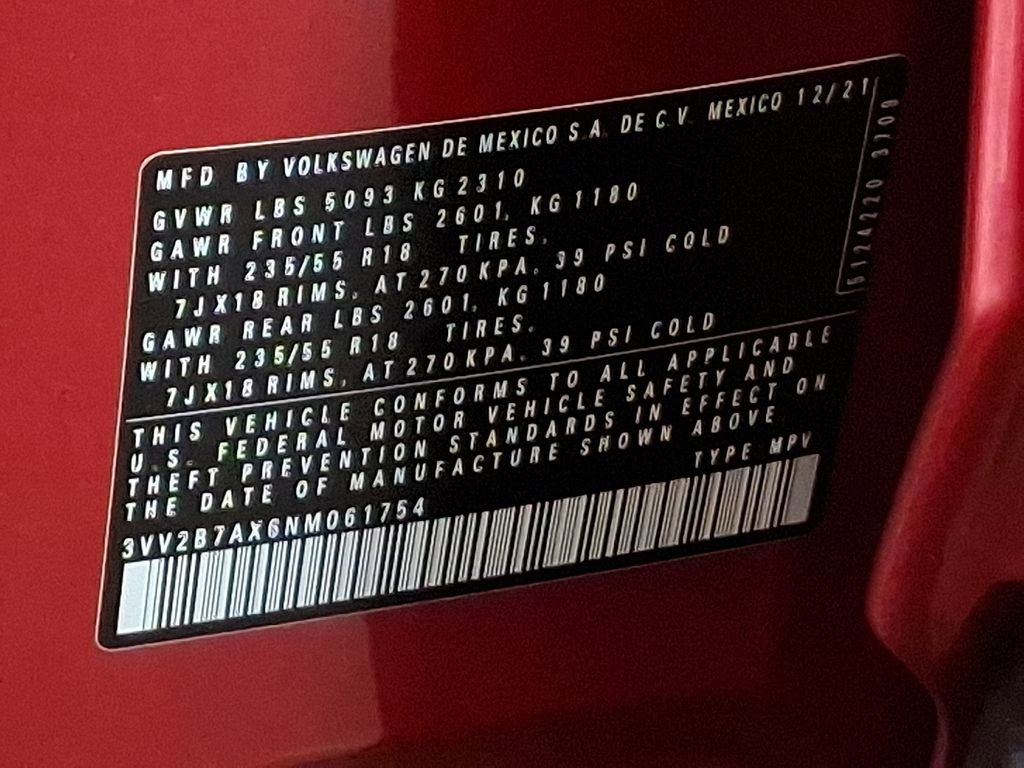 MFD BY VOLKSWAGEN DE MEXICO S.A. DE C.V. MEXICO 12/21
GVWR LBS 5093 KG 2310
GAWR FRONT LBS 2601, KG 1180
WITH 235/55 R18 TIRES,
7JX18 RIMS, AT 270 KPA, 39 PSI COLD
GAWR REAR LBS 2601, KG 1180
WITH 235/55 R18 TIRES,
7JX18 RIMS, AT 270 KPA, 39 PSI COLD
THIS VEHICLE CONFORMS TO ALL APPLICABLE
U.S. FEDERAL MOTOR VEHICLE SAFETY AND
THEFT PREVENTION STANDARDS IN EFFECT ON
THE DATE OF MANUFACTURE SHOWN ABOVE
TYPE MPV
3VV2B7AX6NM061754